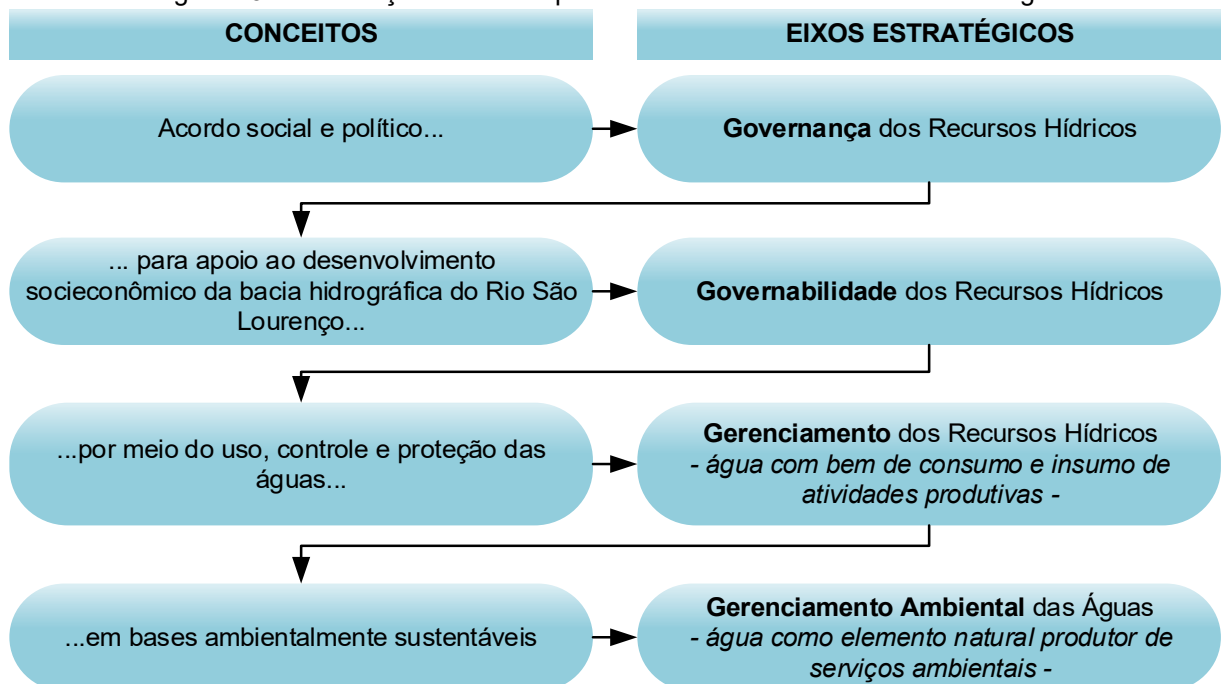 CONCEITOS
EIXOS ESTRATÉGICOS
Acordo social e político...
Governança dos Recursos Hídricos
... para apoio ao desenvolvimento
socieconômico da bacia hidrográfica do Rio São
Lourenço...
Governabilidade dos Recursos Hídricos
...por meio do uso, controle e proteção das
águas...
Gerenciamento dos Recursos Hídricos
- água com bem de consumo e insumo de
atividades produtivas -
...em bases ambientalmente sustentáveis
Gerenciamento Ambiental das Águas
- água como elemento natural produtor de
serviços ambientais -